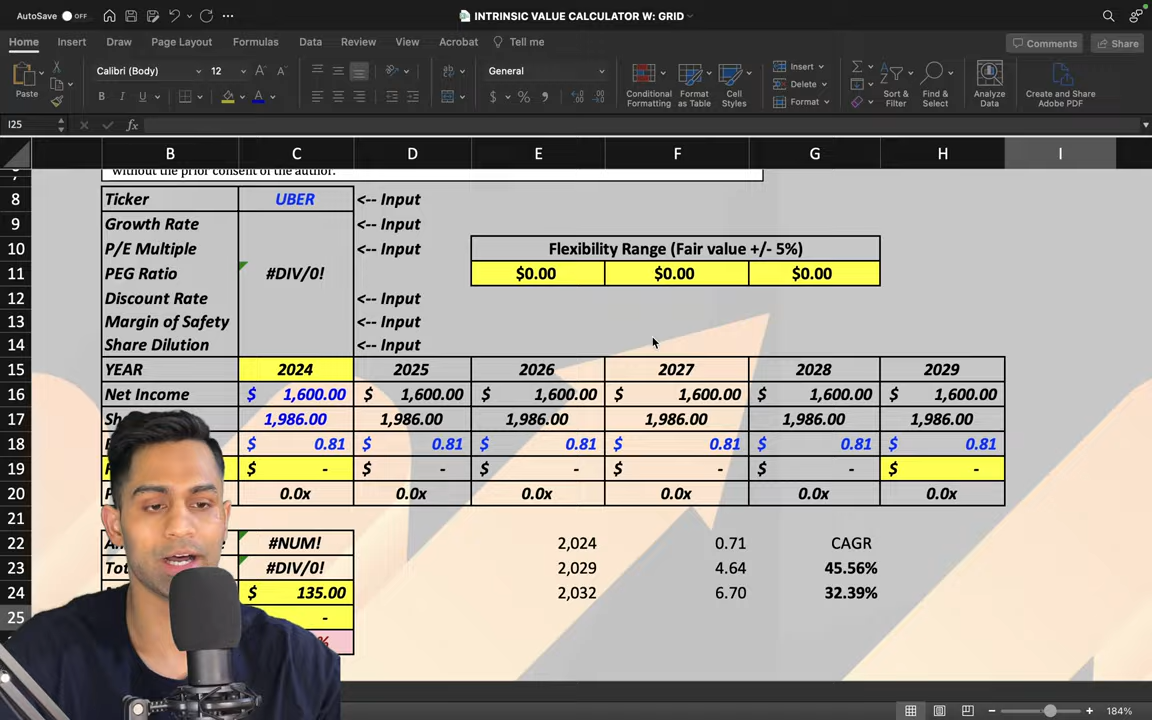 AutoSave OFF
INTRINSIC VALUE CALCULATOR W: GRID
Home Insert Draw Page Layout Formulas Data Review View Acrobat Tell me
Comments Share
Paste
Calibri (Body) 12
General
Conditional Formatting
Format as Table
Cell Styles
Insert
Delete
Format
Sort & Filter
Find & Select
Analyze Data
Create and Share Adobe PDF
I25 fx
B C D E F G H I
without the prior consent of the author.
8 Ticker UBER <-- Input
9 Growth Rate <-- Input
10 P/E Multiple <-- Input Flexibility Range (Fair value +/- 5%)
11 PEG Ratio #DIV/0! $0.00 $0.00 $0.00
12 Discount Rate <-- Input
13 Margin of Safety <-- Input
14 Share Dilution <-- Input
15 YEAR 2024 2025 2026 2027 2028 2029
16 Net Income $ 1,600.00 $ 1,600.00 $ 1,600.00 $ 1,600.00 $ 1,600.00 $ 1,600.00
17 1,986.00 1,986.00 1,986.00 1,986.00 1,986.00 1,986.00
18 $ 0.81 $ 0.81 $ 0.81 $ 0.81 $ 0.81 $ 0.81
19 $ - $ - $ - $ - $ - $ -
20 0.0x 0.0x 0.0x 0.0x 0.0x 0.0x
21
22 #NUM! 2,024 0.71 CAGR
23 #DIV/0! 2,029 4.64 45.56%
24 $ 135.00 2,032 6.70 32.39%
25 -
%
184%